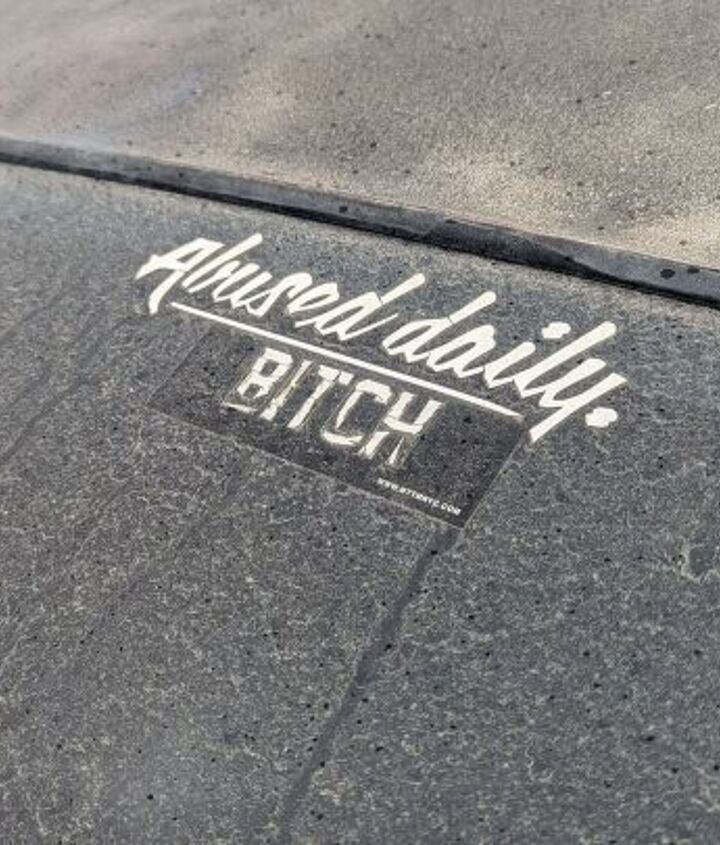 Abused daily.
BITCH